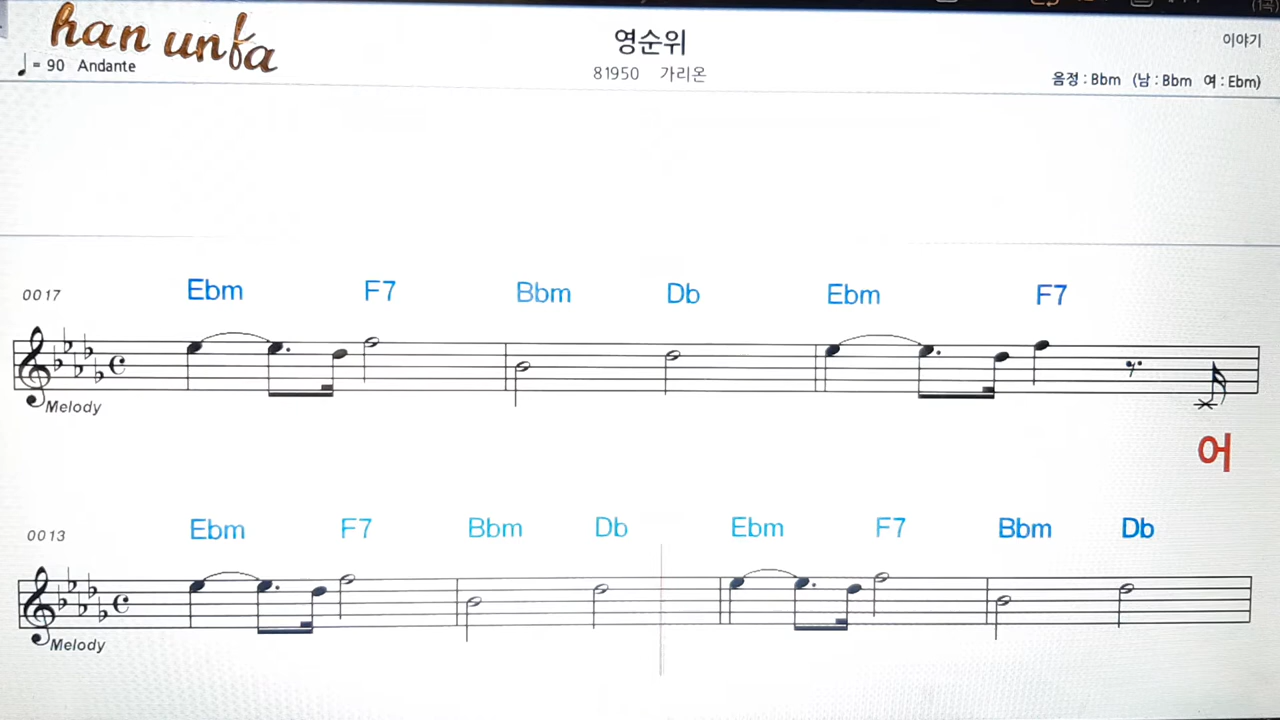 han unfa
영순위
이야기
♩= 90 Andante
81950 가리온
음정 : Bbm (남 : Bbm 여 : Ebm)
0017 Ebm F7 Bbm Db Ebm F7
Melody
어
0013 Ebm F7 Bbm Db Ebm F7 Bbm Db
Melody